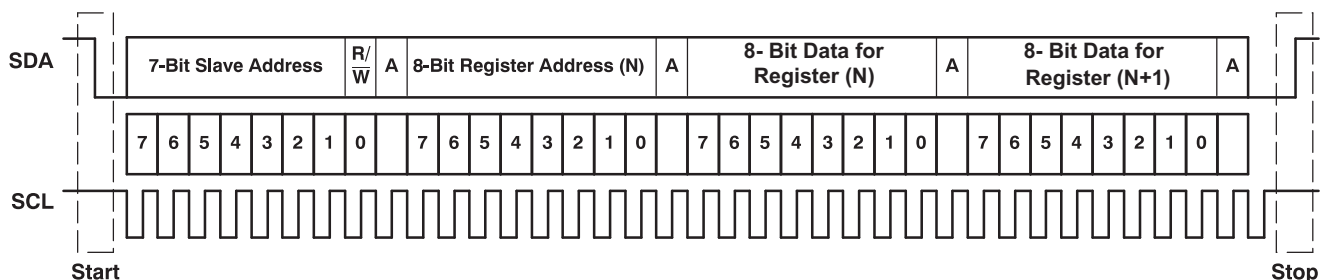 SDA
7-Bit Slave Address
R/
W
A
8-Bit Register Address (N)
A
8- Bit Data for
Register (N)
A
8- Bit Data for
Register (N+1)
A
7 6 5 4 3 2 1 0 7 6 5 4 3 2 1 0 7 6 5 4 3 2 1 0 7 6 5 4 3 2 1 0
SCL
Start
Stop